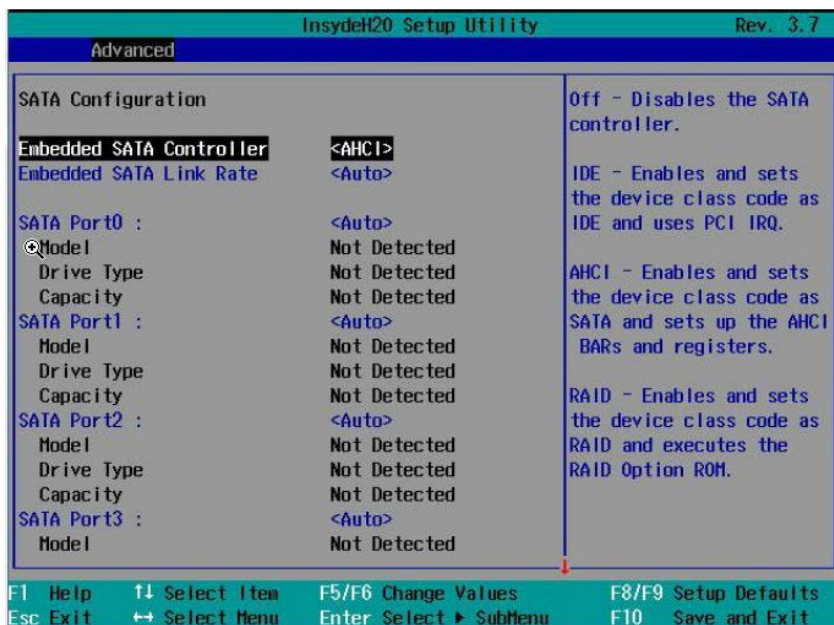 InsydeH20 Setup Utility Rev. 3.7
Advanced
SATA Configuration
Embedded SATA Controller <AHCI>
Embedded SATA Link Rate <Auto>
SATA Port0 : <Auto>
Model Not Detected
Drive Type Not Detected
Capacity Not Detected
SATA Port1 : <Auto>
Model Not Detected
Drive Type Not Detected
Capacity Not Detected
SATA Port2 : <Auto>
Model Not Detected
Drive Type Not Detected
Capacity Not Detected
SATA Port3 : <Auto>
Model Not Detected
Off - Disables the SATA
controller.
IDE - Enables and sets
the device class code as
IDE and uses PCI IRQ.
AHCI - Enables and sets
the device class code as
SATA and sets up the AHCI
BARs and registers.
RAID - Enables and sets
the device class code as
RAID and executes the
RAID Option ROM.
F1 Help ↑↓ Select Item F5/F6 Change Values F8/F9 Setup Defaults
Esc Exit ↔ Select Menu Enter Select ▶ SubMenu F10 Save and Exit